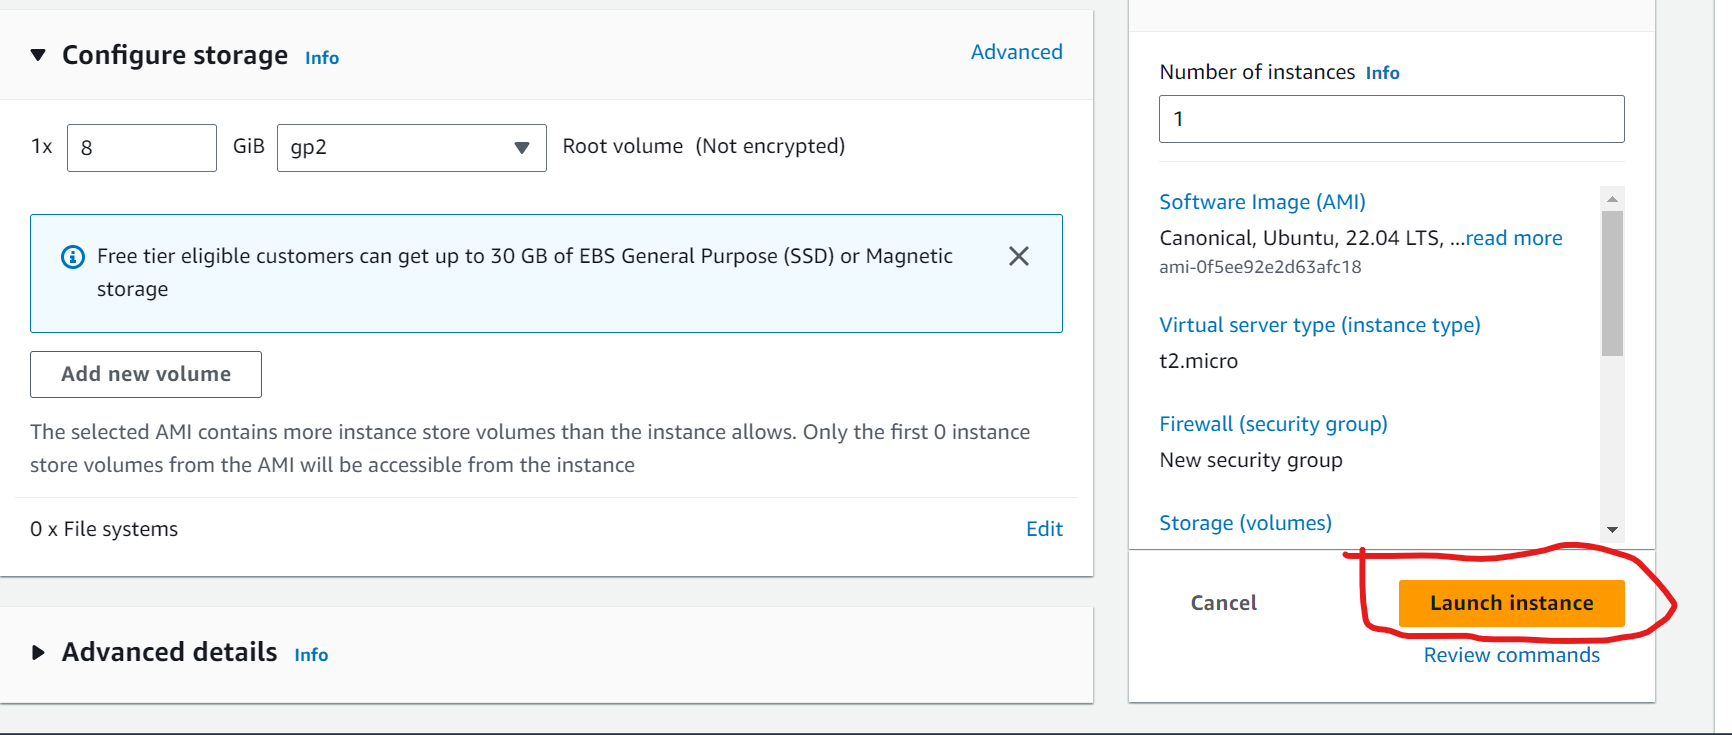 Configure storage Info Advanced
1x 8 GiB gp2 Root volume (Not encrypted)
Free tier eligible customers can get up to 30 GB of EBS General Purpose (SSD) or Magnetic
storage
Add new volume
The selected AMI contains more instance store volumes than the instance allows. Only the first 0 instance
store volumes from the AMI will be accessible from the instance
0 x File systems Edit
Advanced details Info
Number of instances Info
1
Software Image (AMI)
Canonical, Ubuntu, 22.04 LTS, ...read more
ami-0f5ee92e2d63afc18
Virtual server type (instance type)
t2.micro
Firewall (security group)
New security group
Storage (volumes)
Cancel Launch instance
Review commands